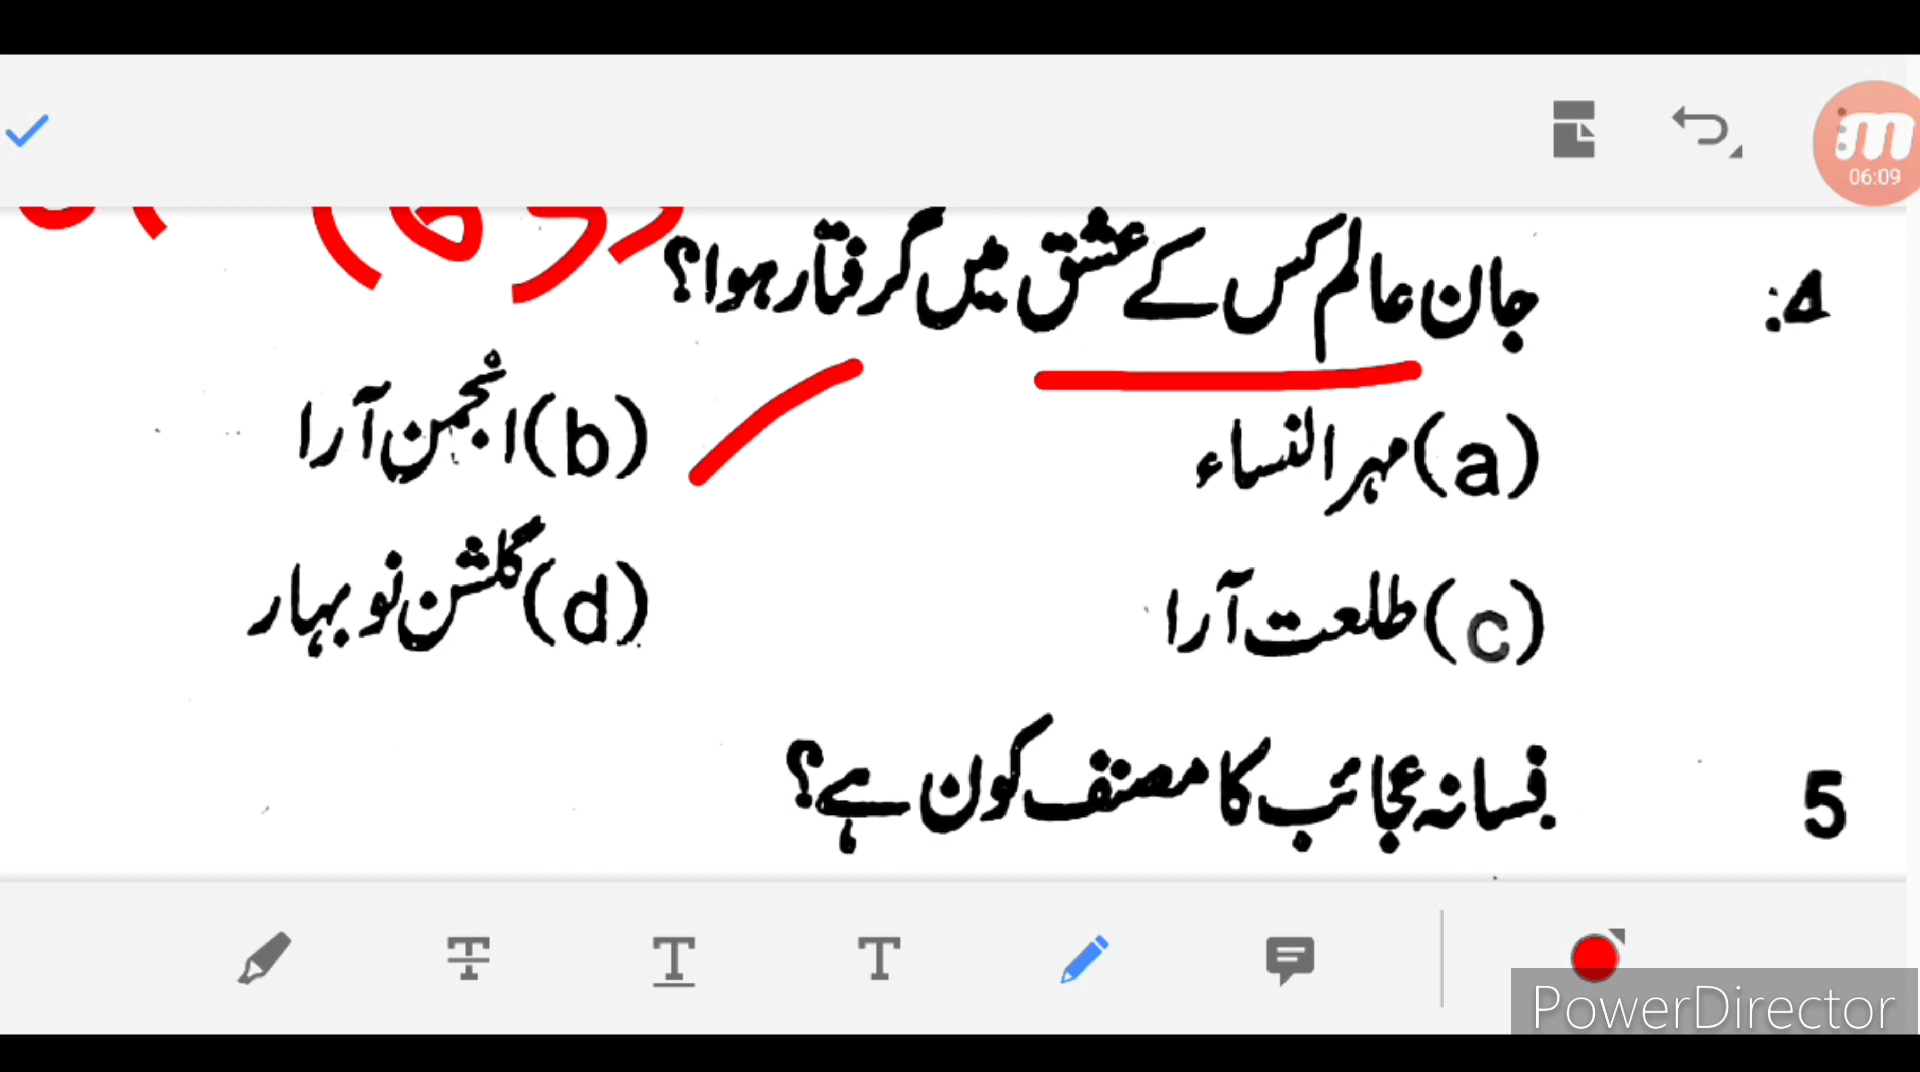 06:09
4: جان عالم کس کے عشق میں گرفتار ہوا؟
(a) مہر النساء (b) انجمن آرا
(c) طلعت آرا (d) گلشن نو بہار
5 فسانہ عجائب کا مصنف کون ہے؟
PowerDirector